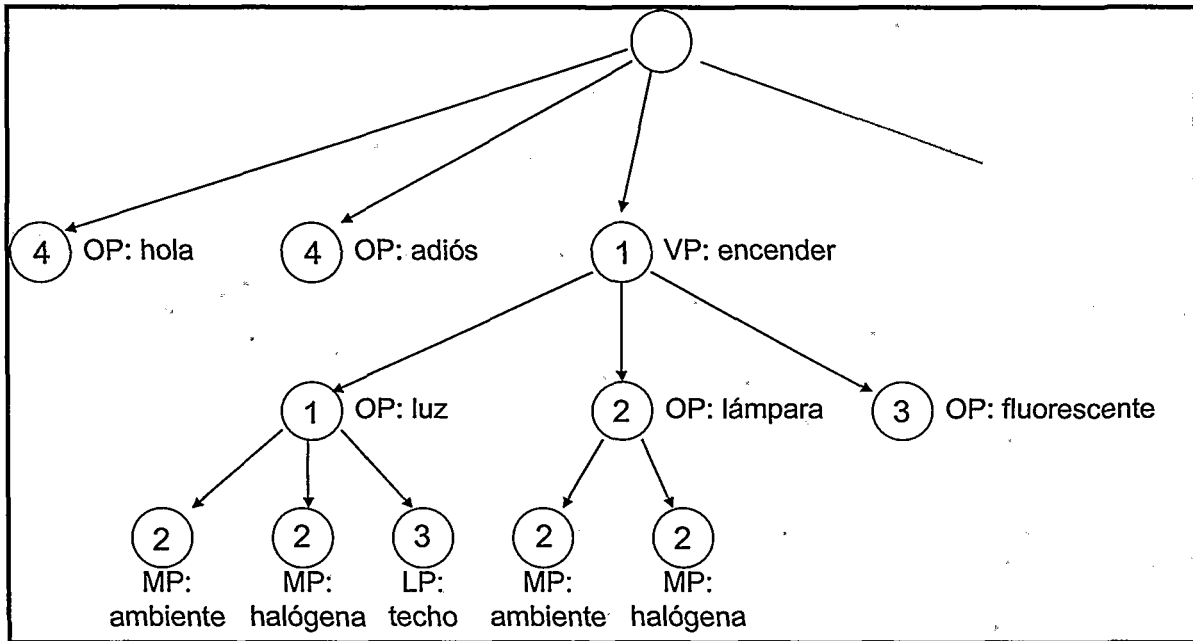 4 OP: hola
4 OP: adiós
1 VP: encender
1 OP: luz
2 OP: lámpara
3 OP: fluorescente
2
MP:
ambiente
2
MP:
halógena
3
LP:
techo
2
MP:
ambiente
2
MP:
halógena